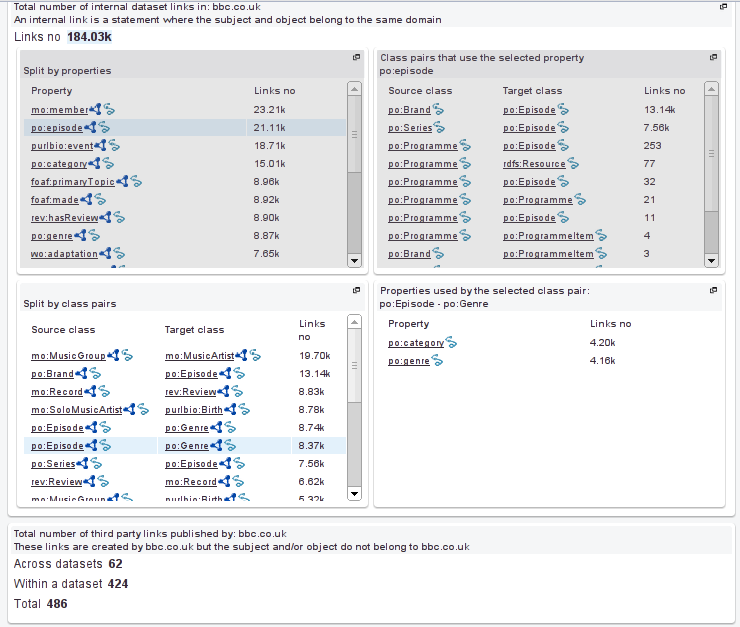 Total number of internal dataset links in: bbc.co.uk
An internal link is a statement where the subject and object belong to the same domain
Links no 184.03k
Split by properties
Property Links no
mo:member 23.21k
po:episode 21.11k
purlbio:event 18.71k
po:category 15.01k
foaf:primaryTopic 8.96k
foaf:made 8.92k
rev:hasReview 8.90k
po:genre 8.87k
wo:adaptation 7.65k
Class pairs that use the selected property
po:episode
Source class Target class Links no
po:Brand po:Episode 13.14k
po:Series po:Episode 7.56k
po:Programme po:Episode 253
po:Programme rdfs:Resource 77
po:Programme po:Episode 32
po:Programme po:Programme 21
po:Programme po:Episode 11
po:Programme po:ProgrammeItem 4
po:Brand po:ProgrammeItem 3
Split by class pairs
Source class Target class Links
no
mo:MusicGroup mo:MusicArtist 19.70k
po:Brand po:Episode 13.14k
mo:Record rev:Review 8.83k
mo:SoloMusicArtist purlbio:Birth 8.78k
po:Episode po:Genre 8.74k
po:Episode po:Genre 8.37k
po:Series po:Episode 7.56k
rev:Review mo:Record 6.62k
mo:MusicGroup purlbio:Birth 5.32k
Properties used by the selected class pair:
po:Episode - po:Genre
Property Links no
po:category 4.20k
po:genre 4.16k
Total number of third party links published by: bbc.co.uk
These links are created by bbc.co.uk but the subject and/or object do not belong to bbc.co.uk
Across datasets 62
Within a dataset 424
Total 486